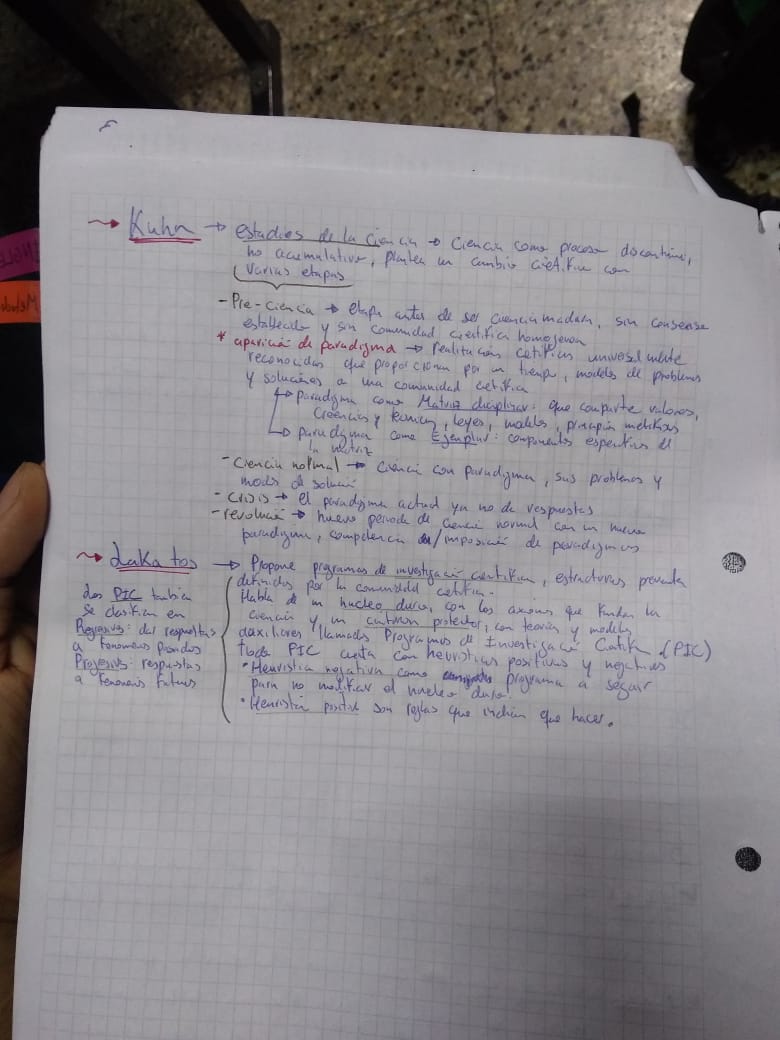 → Kuhn → estudios de la ciencia → Ciencia como proceso discontinuo,
no acumulativo, plantea un cambio científico con
varias etapas
- Pre-ciencia → etapa antes de ser ciencia madura, sin consenso
establecido y sin comunidad científica homogenea
* aparición de paradigma → realizaciones científicas universalmente
reconocidas que proporcionan por un tiempo, modelos de problemas
y soluciones a una comunidad científica
→ paradigma como Matriz disciplinar: que comparte valores,
creencias y tecnicas, leyes, modelos, principios metafísicos
→ paradigma como Ejemplar: componentes especificos de
la matriz
- Ciencia normal → Ciencia con paradigma, sus problemas y
modos de solución
- Crisis → el paradigma actual ya no da respuestas
- revolución → nuevo periodo de ciencia normal con un nuevo
paradigma, competencia /imposición de paradigmas
→ Lakatos → Propone programas de investigación científica, estructuras
definidas por la comunidad científica.
Habla de un nucleo duro, con los axiomas que fundan la
ciencia y un cinturon protector, con teorias y modelos
auxiliares llamados Programas de Investigación Científica (PIC)
todo PIC cuenta con heuristicas positivas y negativas
• Heuristica negativa como programa a seguir
para no modificar el nucleo duro.
• Heuristica positiva son reglas que indican que hacer.
Los PIC tambien
se clasifican en
Regresivos: dar respuestas
a fenomenos pasados
Progresivos: respuestas
a fenomenos futuros